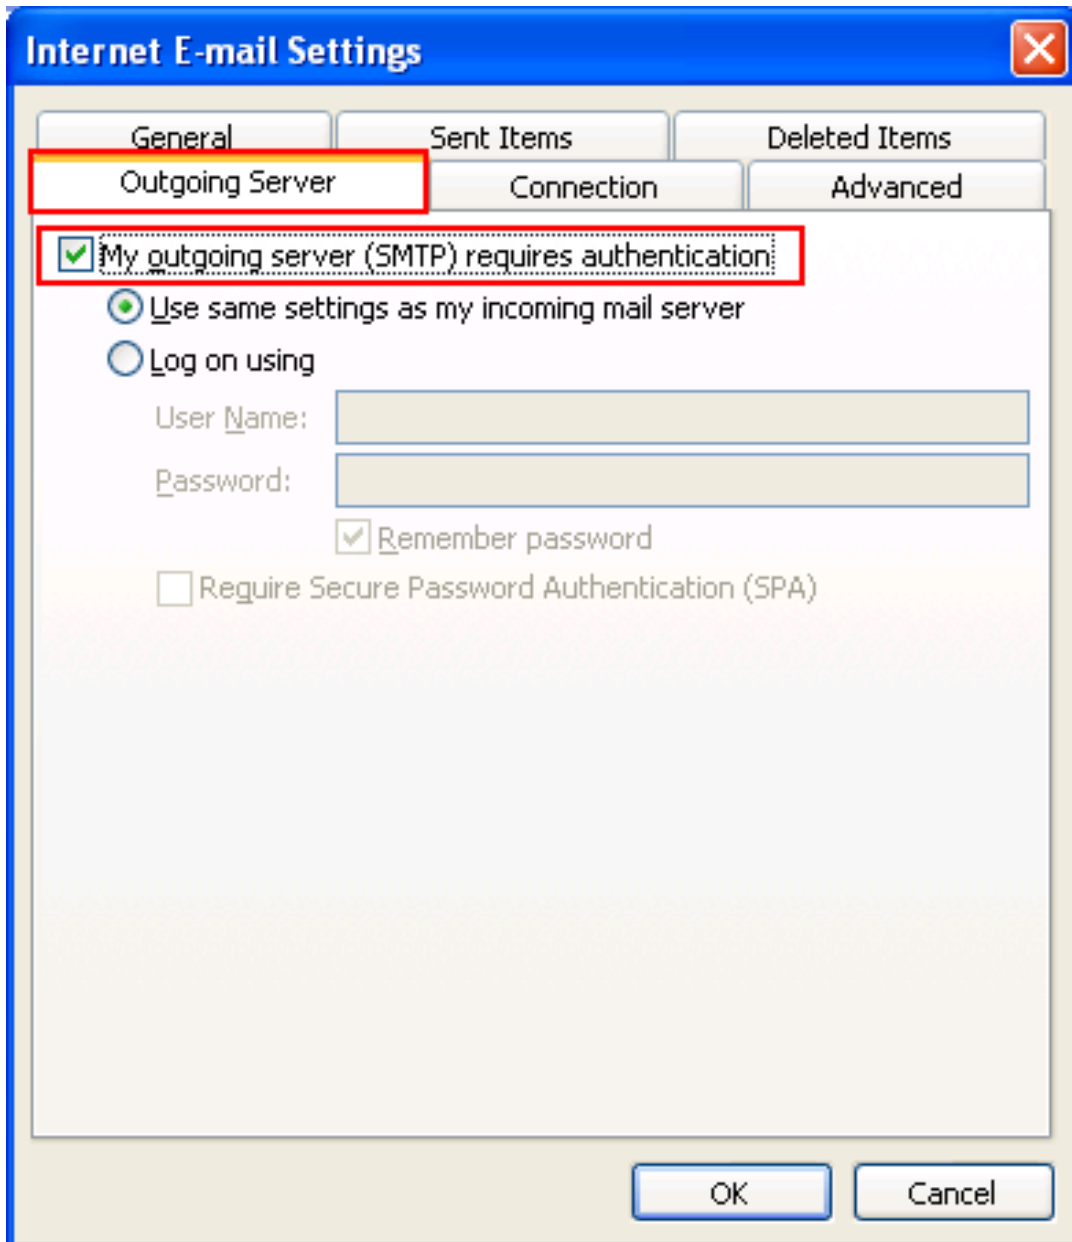 Internet E-mail Settings
General Sent Items Deleted Items
Outgoing Server Connection Advanced
My outgoing server (SMTP) requires authentication
Use same settings as my incoming mail server
Log on using
User Name:
Password:
Remember password
Require Secure Password Authentication (SPA)
OK Cancel